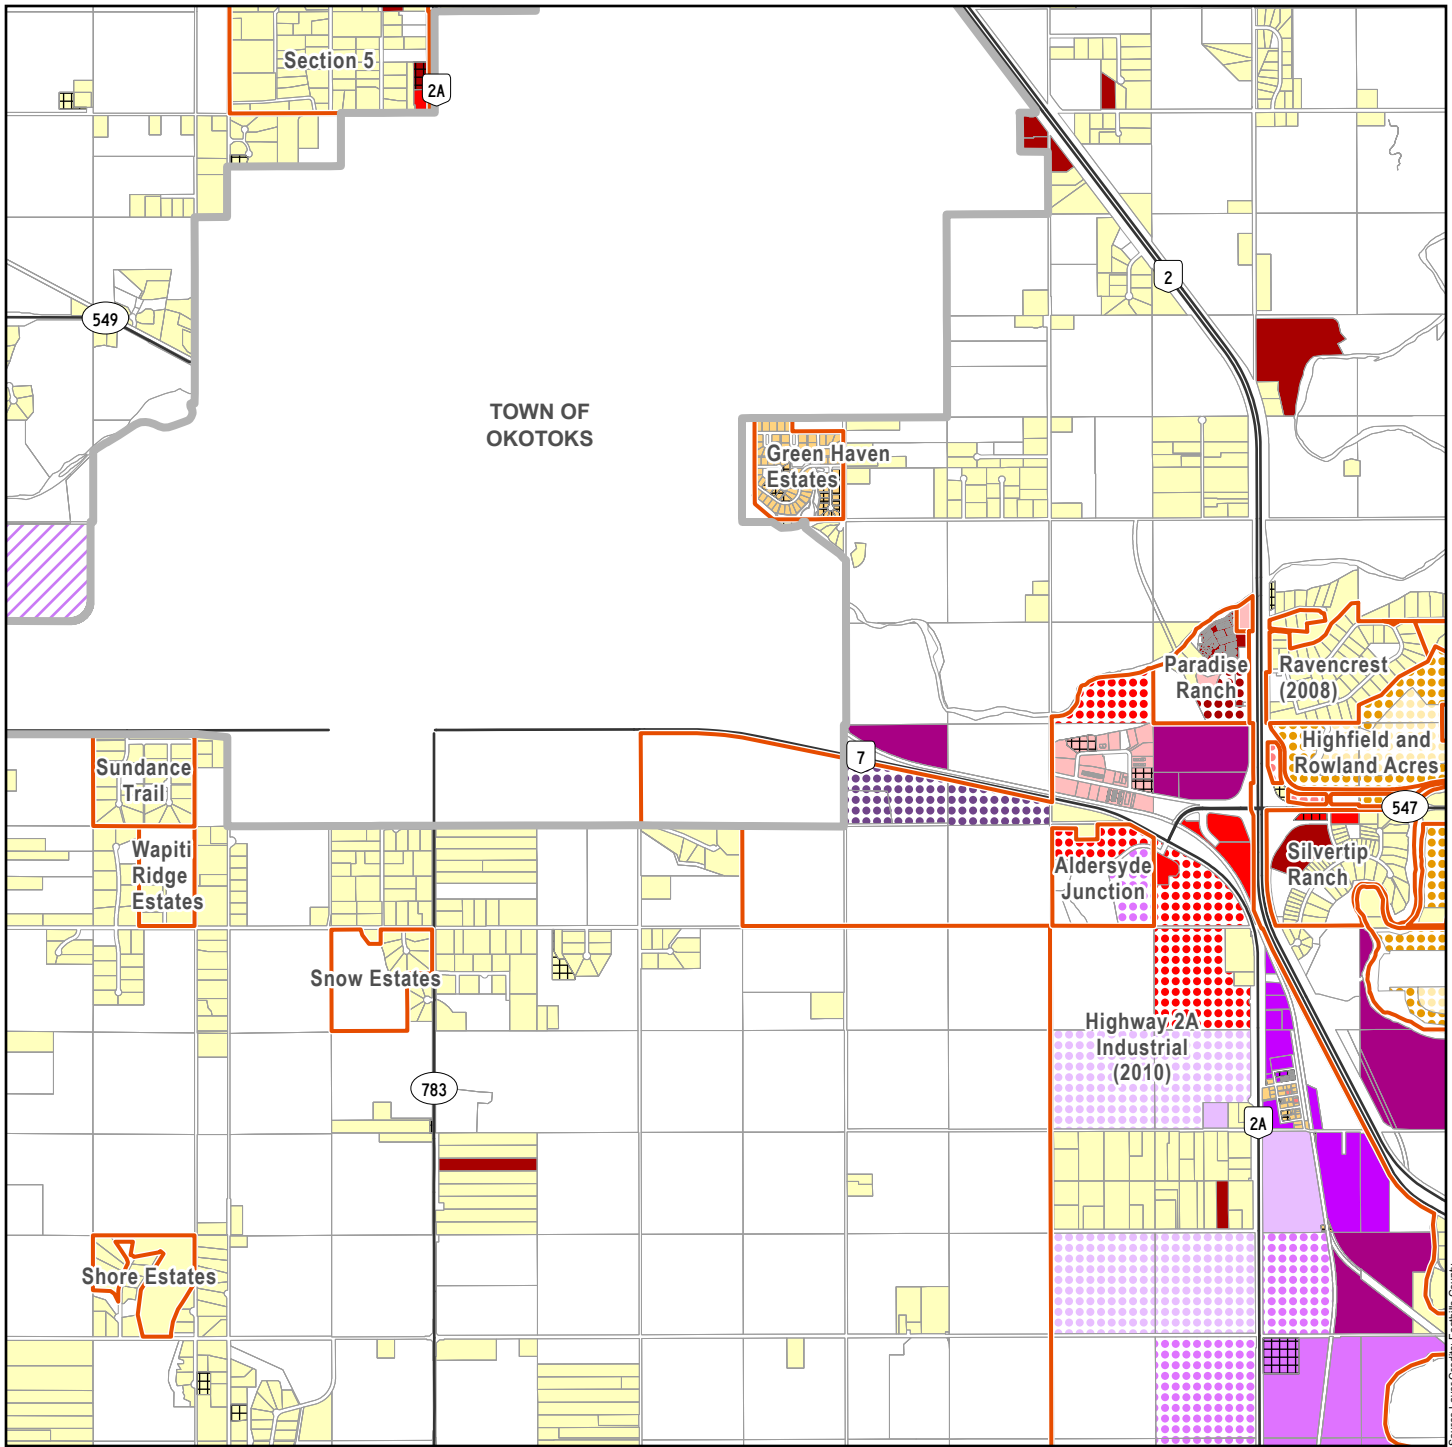 Section 5
2A
2
549
TOWN OF
OKOTOKS
Green Haven
Estates
Paradise
Ranch
Ravencrest
(2008)
7
Highfield and
Rowland Acres
547
Sundance
Trail
Wapiti
Ridge
Estates
Aldersyde
Junction
Silvertip
Ranch
Snow Estates
Highway 2A
Industrial
(2010)
783
2A
Shore Estates